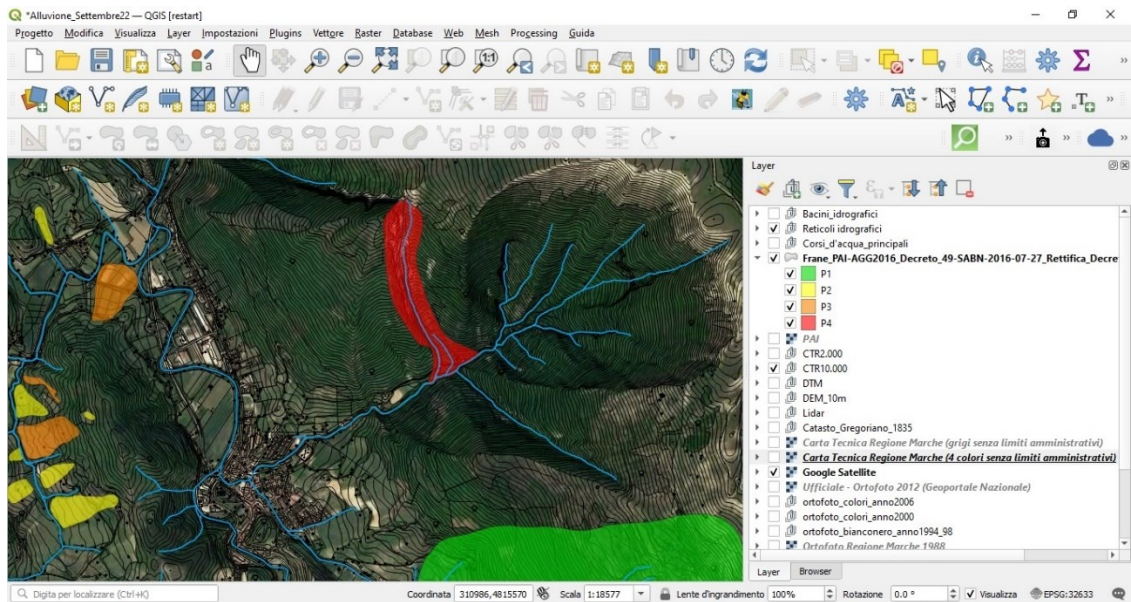 *Alluvione_Settembre22 — QGIS [restart]
Progetto Modifica Visualizza Layer Impostazioni Plugins Vettore Raster Database Web Mesh Processing Guida
Layer
Bacini_idrografici
Reticoli idrografici
Corsi_d'acqua_principali
Frane_PAI-AGG2016_Decreto_49-SABN-2016-07-27_Rettifica_Decre
P1
P2
P3
P4
PAI
CTR2.000
CTR10.000
DTM
DEM_10m
Lidar
Catasto_Gregoriano_1835
Carta Tecnica Regione Marche (grigi senza limiti amministrativi)
Carta Tecnica Regione Marche (4 colori senza limiti amministrativi)
Google Satellite
Ufficiale - Ortofoto 2012 (Geoportale Nazionale)
ortofoto_colori_anno2006
ortofoto_colori_anno2000
ortofoto_bianconero_anno1994_98
Ortofoto Regione Marche 1988
Layer Browser
Digita per localizzare (Ctrl+K) Coordinata 310986,4815570 Scala 1:18577 Lente d'ingrandimento 100% Rotazione 0.0 ° Visualizza EPSG:32633